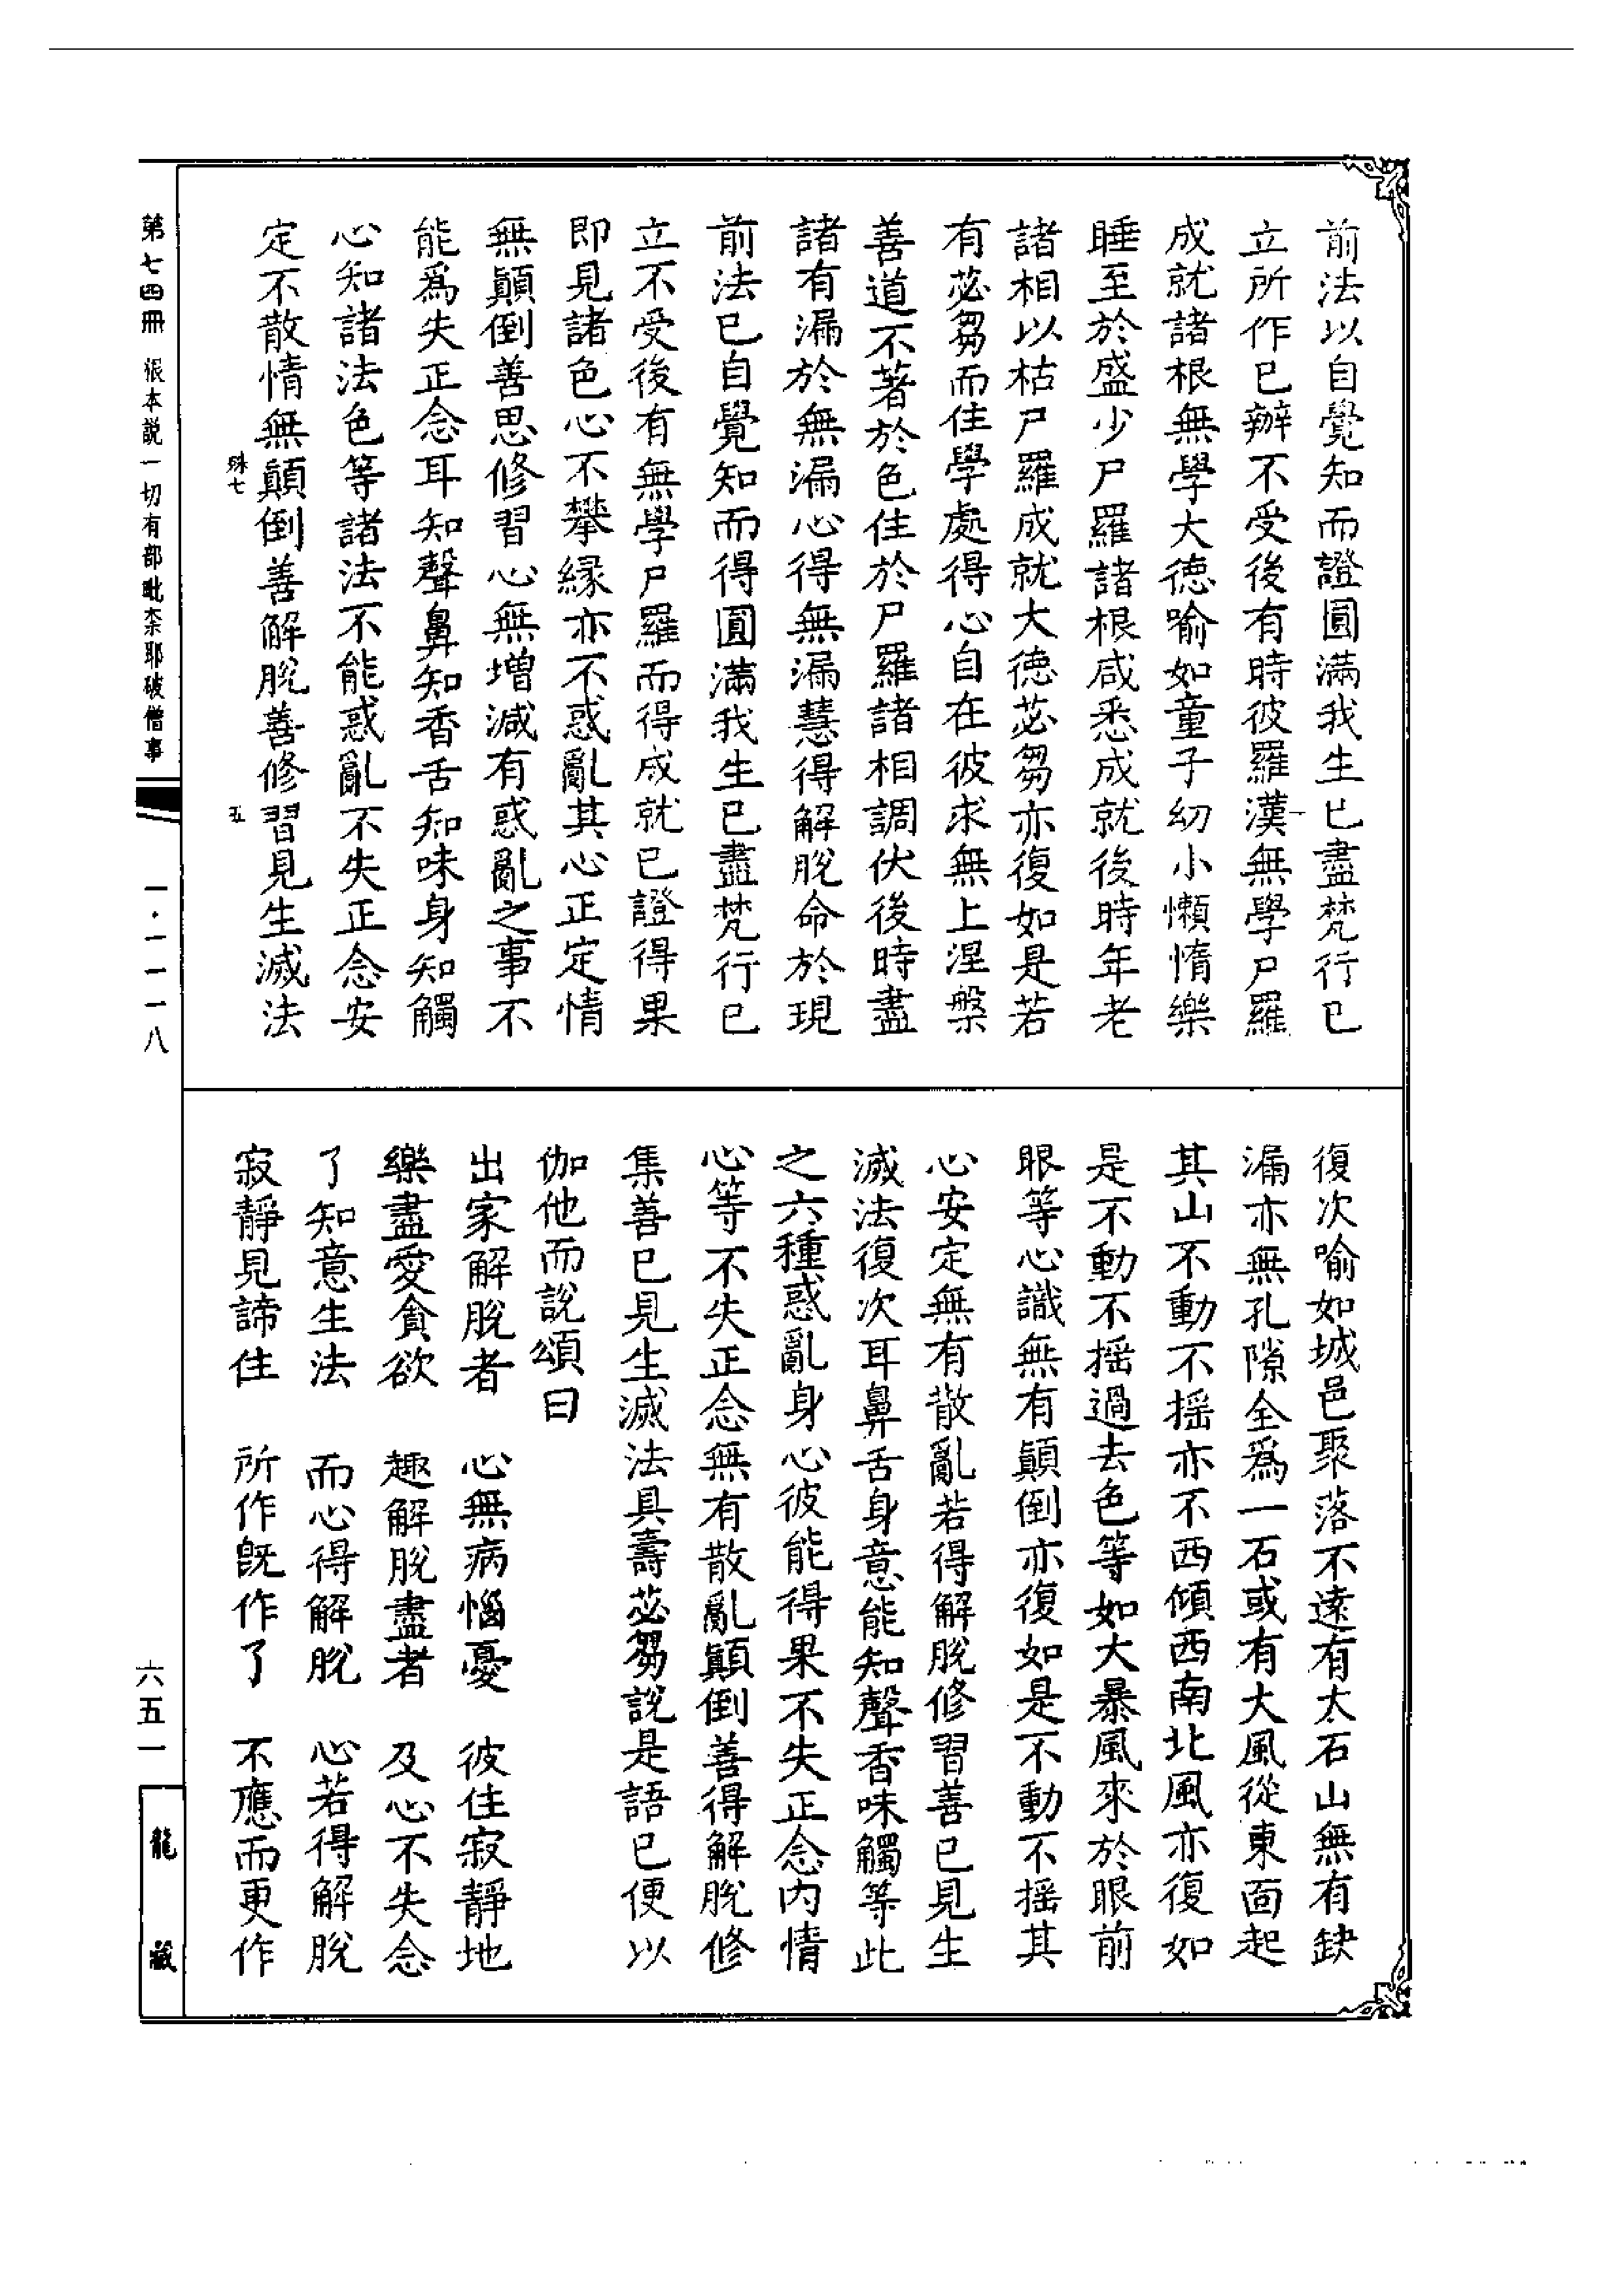 前法以自覺知而證圓滿我生已盡梵行已
立所作已辦不受後有時彼羅漢無學尸羅
成就諸根無學大德喻如童子幼小懶惰樂
睡至於盛少尸羅諸根咸悉成就後時年老
諸相以枯尸羅成就大德苾芻亦復如是若
有苾芻而住學處得心自在彼求無上涅槃
善道不著於色住於尸羅諸相調伏後時盡
諸有漏於無漏心得無漏慧得解脫命於現
前法已自覺知而得圓滿我生已盡梵行已
立不受後有無學尸羅而得成就已證得果
即見諸色心不攀緣亦不惑亂其心正定情
無顛倒善思修習心無增減有惑亂之事不
能為失正念耳知聲鼻知香舌知味身知觸
心知諸法色等諸法不能惑亂不失正念安
定不散情無顛倒善解脫善修習見生滅法
殊七
五
復次喻如城邑聚落不遠有太石山無有缺
漏亦無孔隙全為一石或有大風從東面起
其山不動不搖亦不西傾西南北風亦復如
是不動不搖過去色等如大暴風來於眼前
眼等心識無有顛倒亦復如是不動不搖其
心安定無有散亂若得解脫修習善已見生
滅法復次耳鼻舌身意能知聲香味觸等此
之六種惑亂身心彼能得果不失正念內情
心等不失正念無有散亂顛倒善得解脫修
集善已見生滅法具壽苾芻說是語已便以
伽他而說頌曰
出家解脫者　心無病惱憂　彼住寂靜地
樂盡愛貪欲　趣解脫盡者　及心不失念
了知意生法　而心得解脫　心若得解脫
寂靜見諦住　所作旣作了　不應而更作
第七四冊　根本說一切有部毗奈耶破僧事
一·一一一八
六五一
龍藏